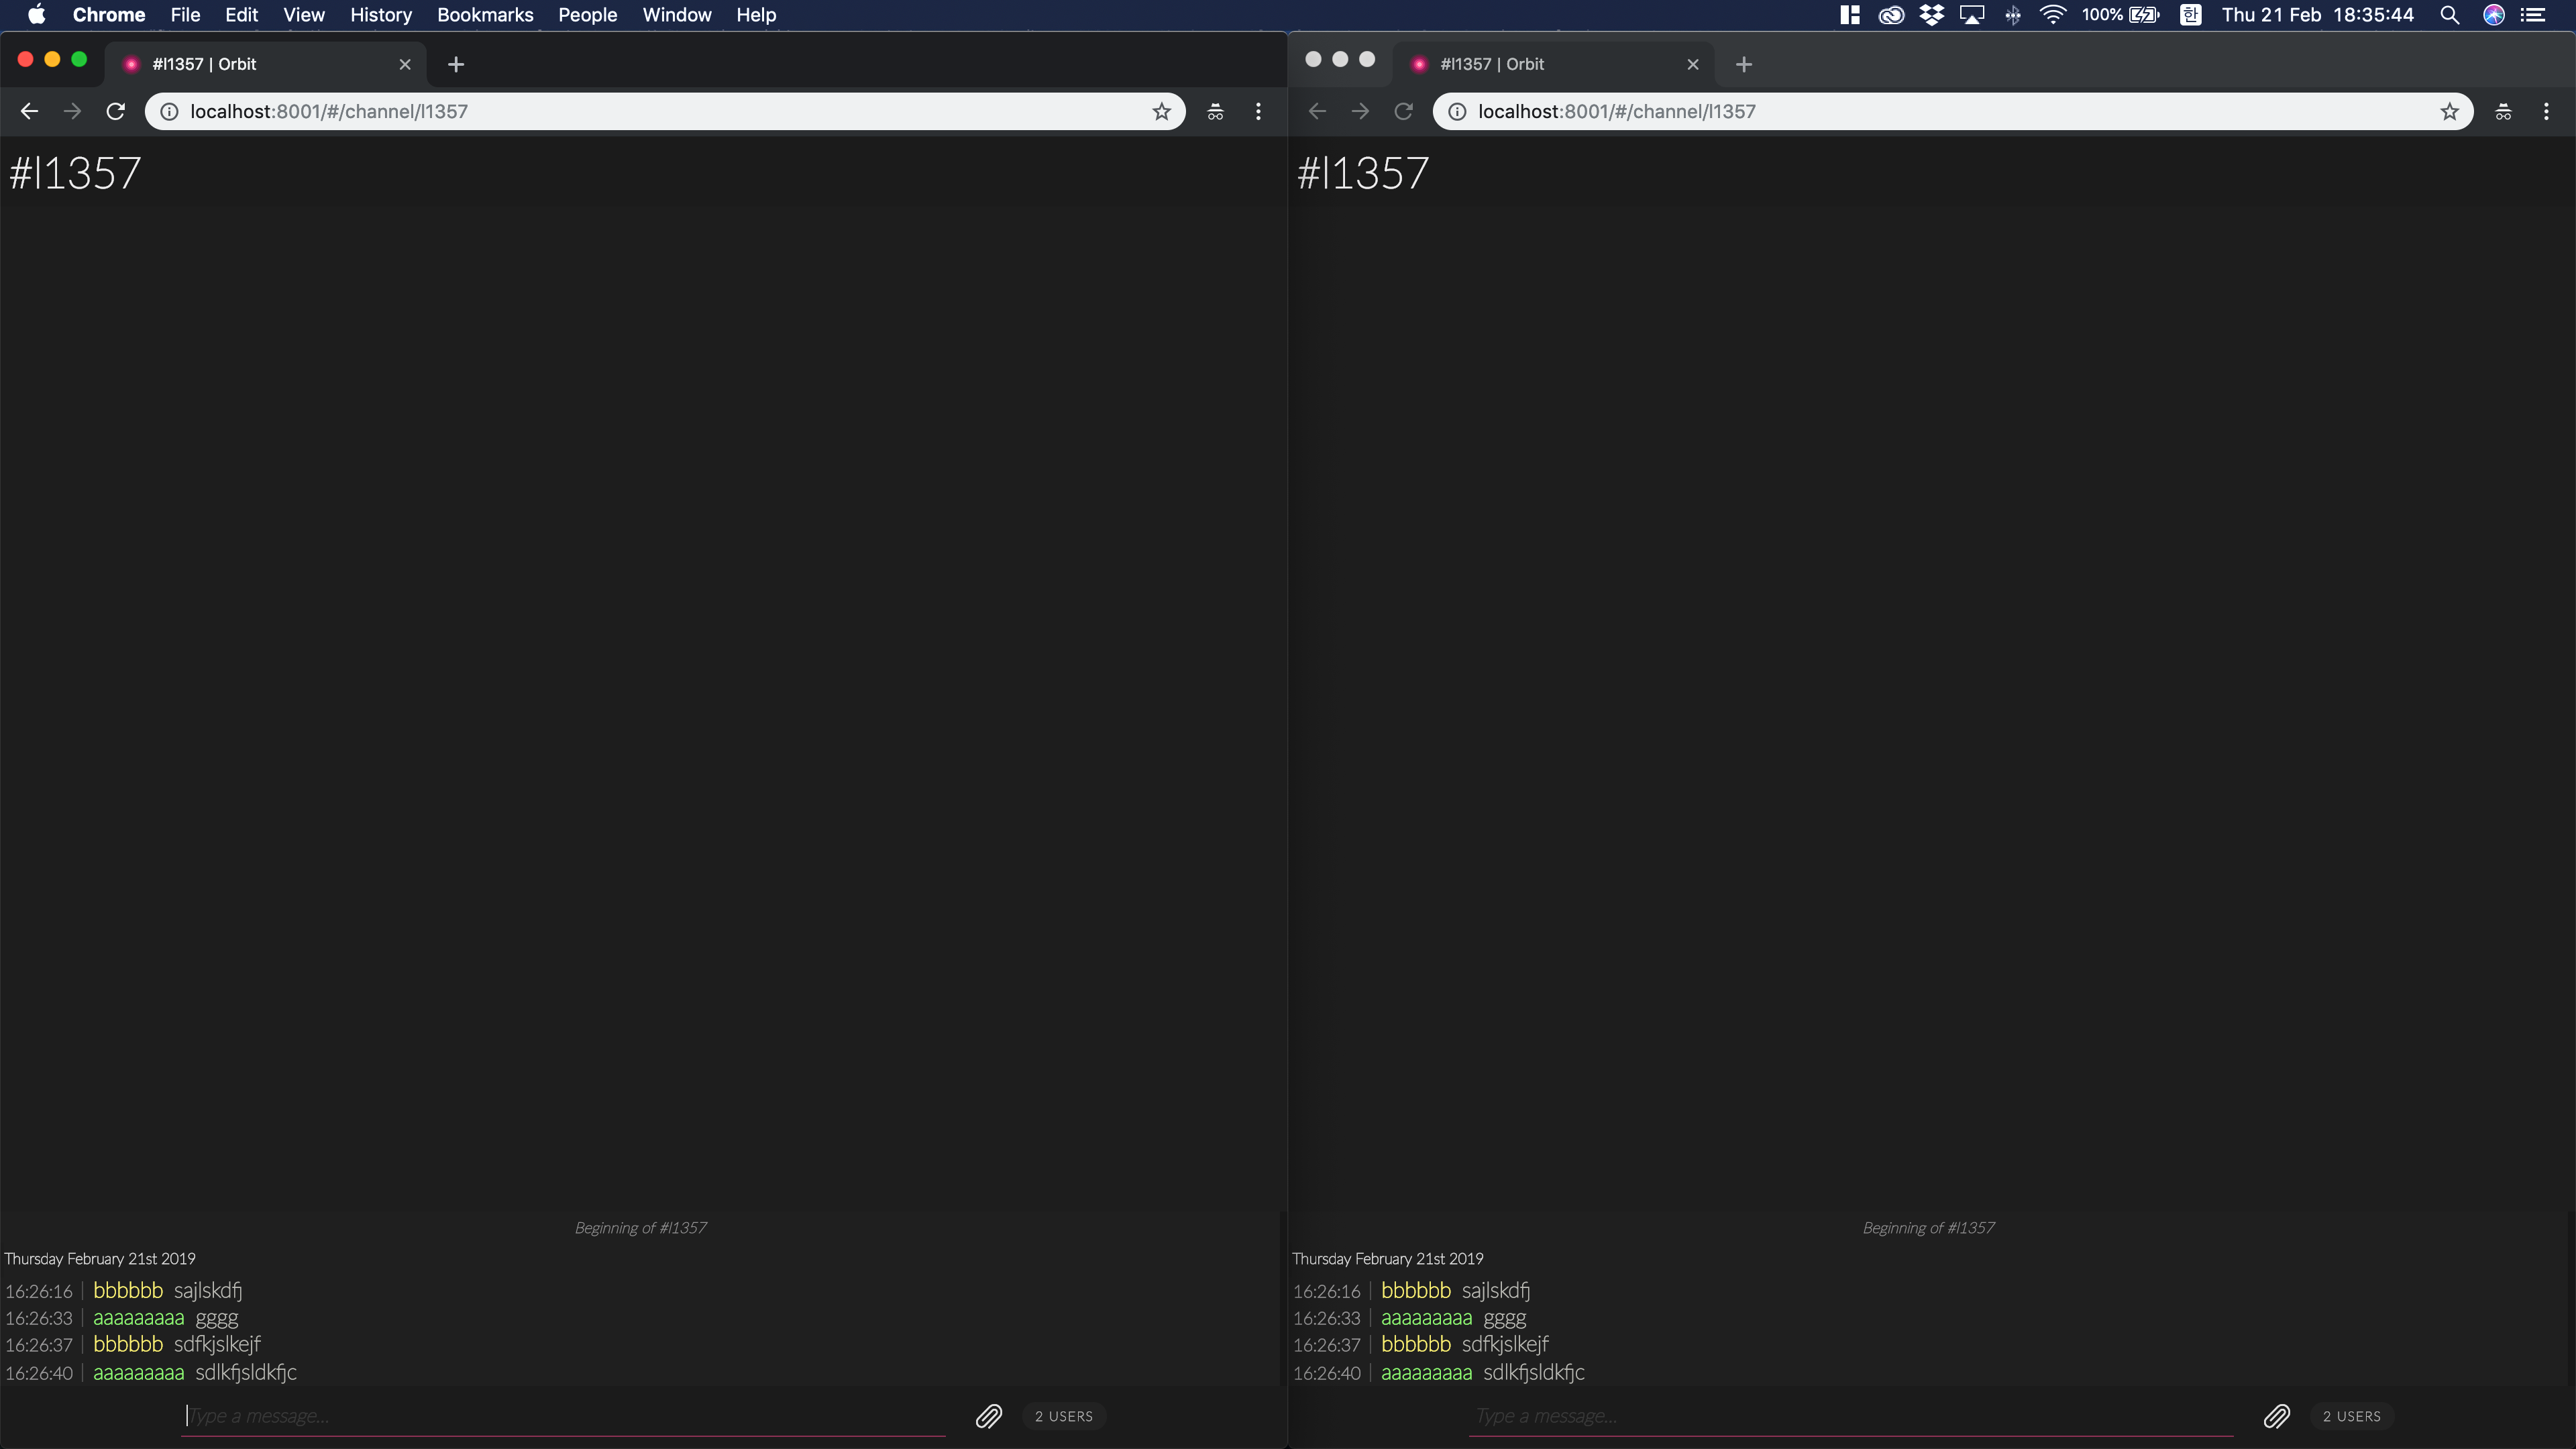 Chrome File Edit View History Bookmarks People Window Help 100% 한 Thu 21 Feb 18:35:44
#l1357 | Orbit
localhost:8001/#/channel/l1357
#l1357
Beginning of #l1357
Thursday February 21st 2019
16:26:16 | bbbbbb sajlskdfj
16:26:33 | aaaaaaaaa gggg
16:26:37 | bbbbbb sdfkjslkejf
16:26:40 | aaaaaaaaa sdlkfjsldkfjc
Type a message...
2 USERS
#l1357 | Orbit
localhost:8001/#/channel/l1357
#l1357
Beginning of #l1357
Thursday February 21st 2019
16:26:16 | bbbbbb sajlskdfj
16:26:33 | aaaaaaaaa gggg
16:26:37 | bbbbbb sdfkjslkejf
16:26:40 | aaaaaaaaa sdlkfjsldkfjc
Type a message...
2 USERS